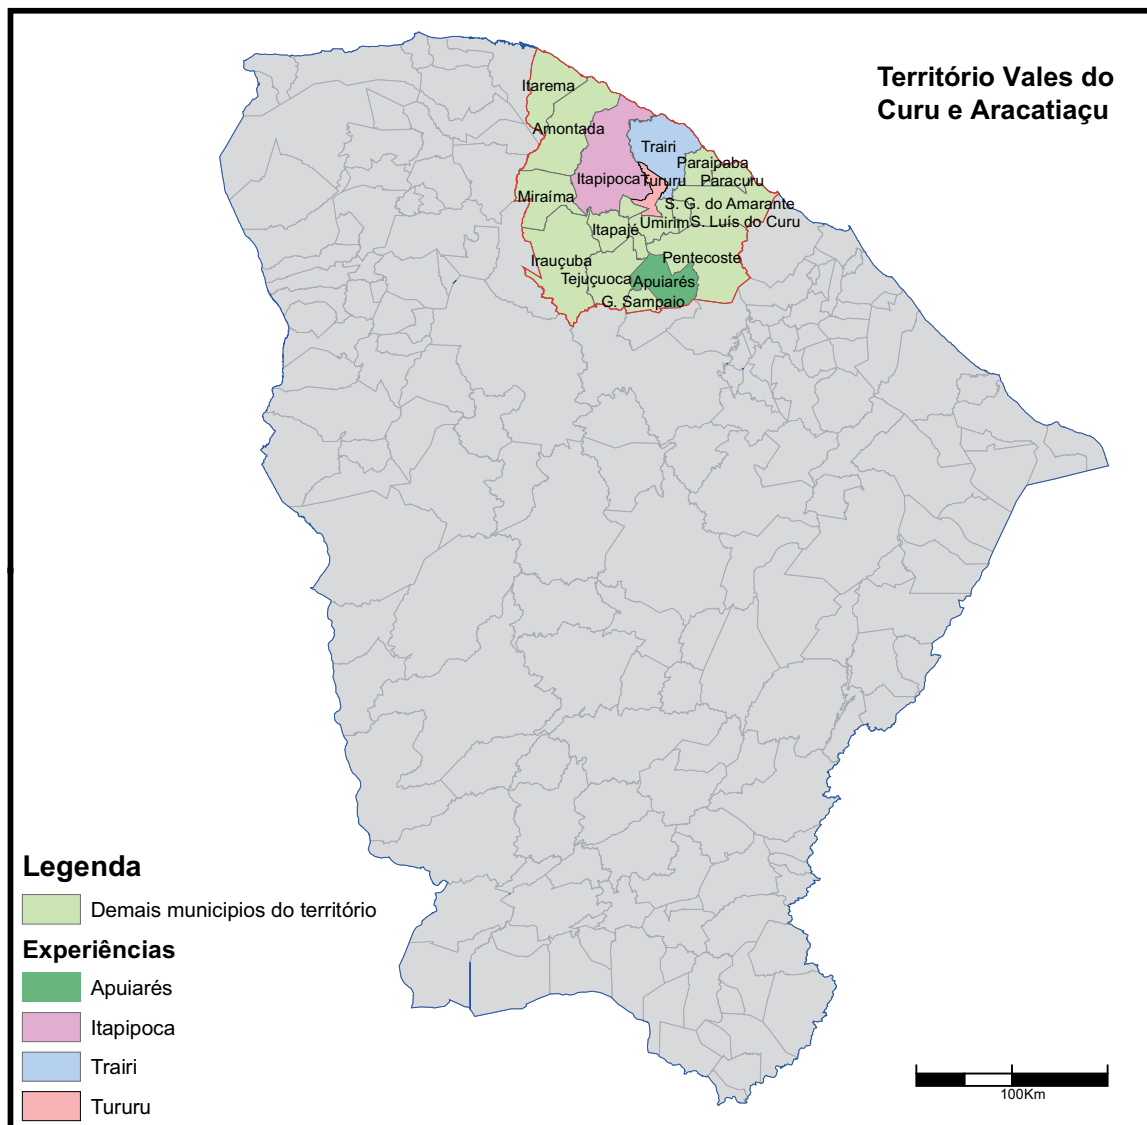 Território Vales do
Curu e Aracatiaçu
Itarema
Amontada
Trairi
Paraipaba
Itapipoca
Tururu
Paracuru
Miraíma
S. G. do Amarante
Itapajé
Umirim
S. Luís do Curu
Irauçuba
Pentecoste
Tejuçuoca
Apuiarés
G. Sampaio
Legenda
Demais municipios do território
Experiências
Apuiarés
Itapipoca
Trairi
Tururu
100Km